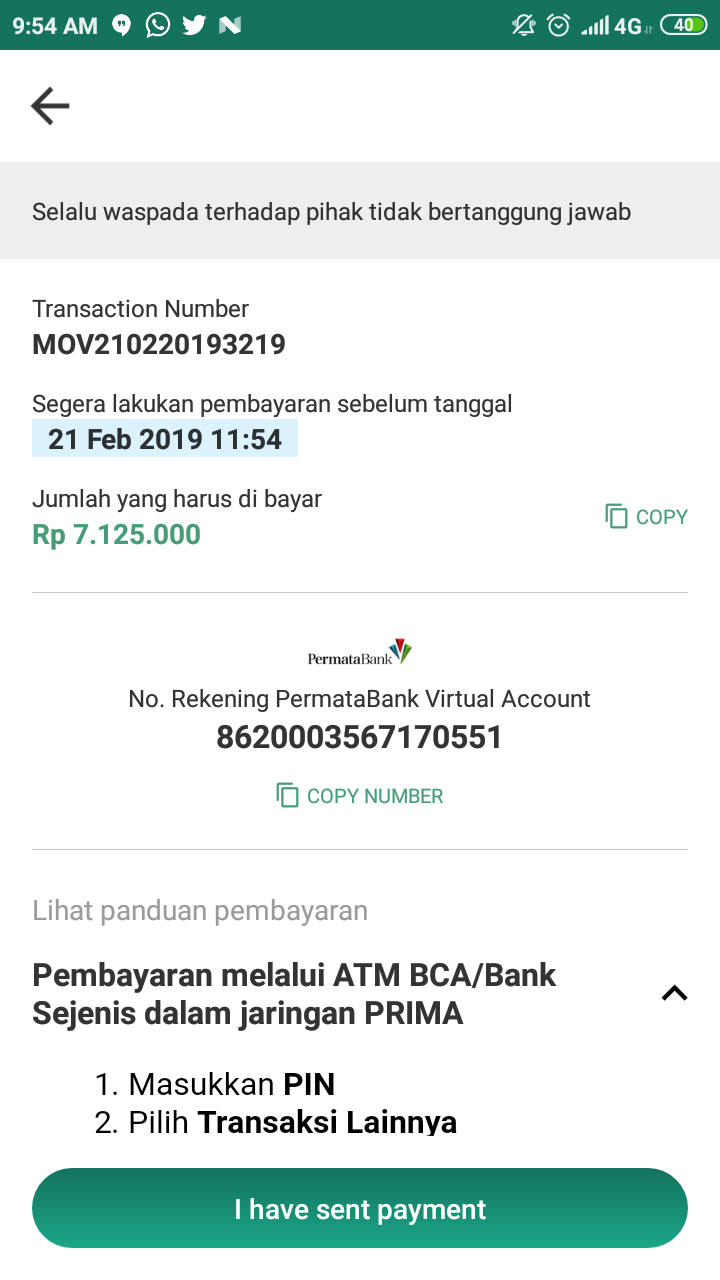 9:54 AM 4G 40
Selalu waspada terhadap pihak tidak bertanggung jawab
Transaction Number
MOV210220193219
Segera lakukan pembayaran sebelum tanggal
21 Feb 2019 11:54
Jumlah yang harus di bayar
Rp 7.125.000
COPY
PermataBank
No. Rekening PermataBank Virtual Account
8620003567170551
COPY NUMBER
Lihat panduan pembayaran
Pembayaran melalui ATM BCA/Bank
Sejenis dalam jaringan PRIMA
1. Masukkan PIN
2. Pilih Transaksi Lainnya
I have sent payment